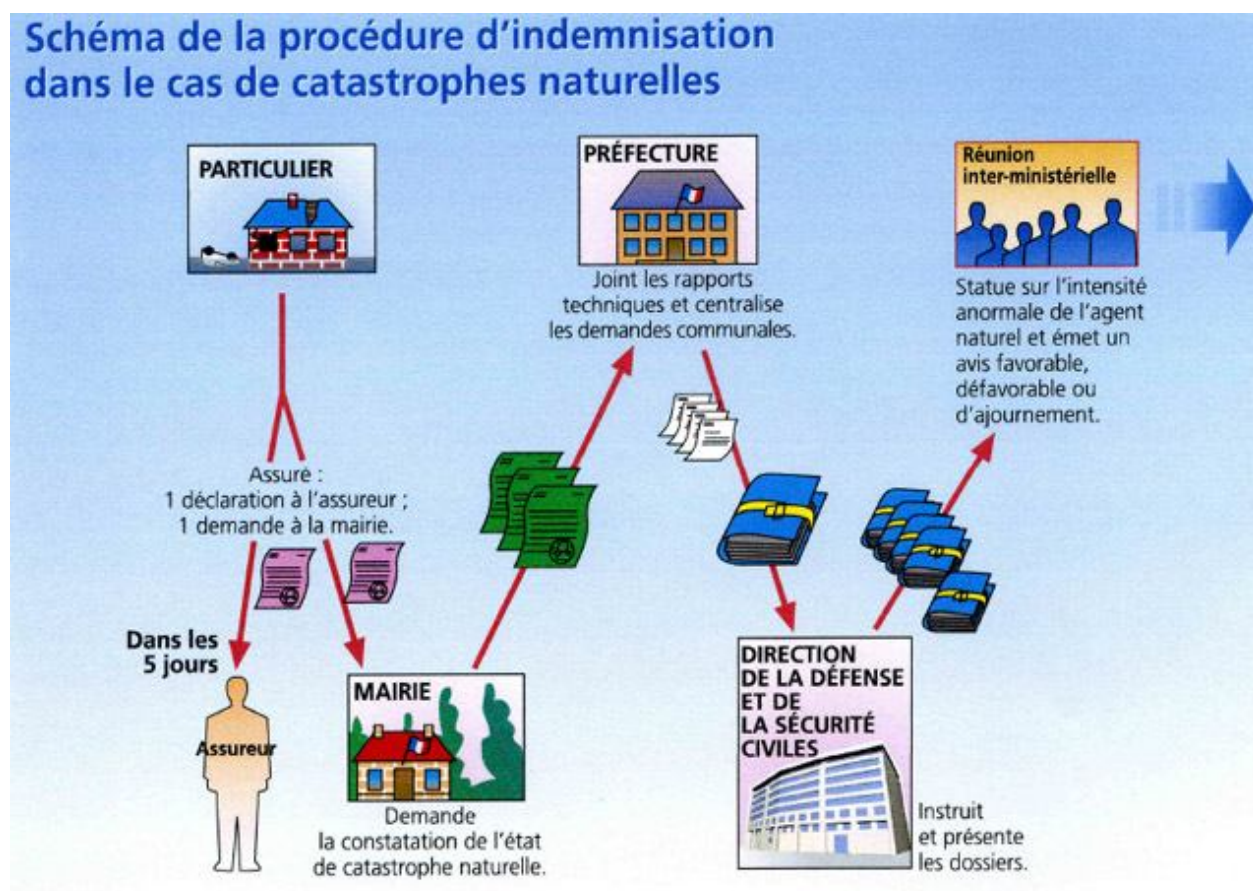 Schéma de la procédure d'indemnisation
dans le cas de catastrophes naturelles
PARTICULIER
Assuré :
1 déclaration à l'assureur ;
1 demande à la mairie.
Dans les
5 jours
Assureur
MAIRIE
Demande
la constatation de l'état
de catastrophe naturelle.
PRÉFECTURE
Joint les rapports
techniques et centralise
les demandes communales.
DIRECTION
DE LA DÉFENSE
ET DE
LA SÉCURITÉ
CIVILES
Instruit
et présente
les dossiers.
Réunion
inter-ministérielle
Statue sur l'intensité
anormale de l'agent
naturel et émet un
avis favorable,
défavorable ou
d'ajournement.